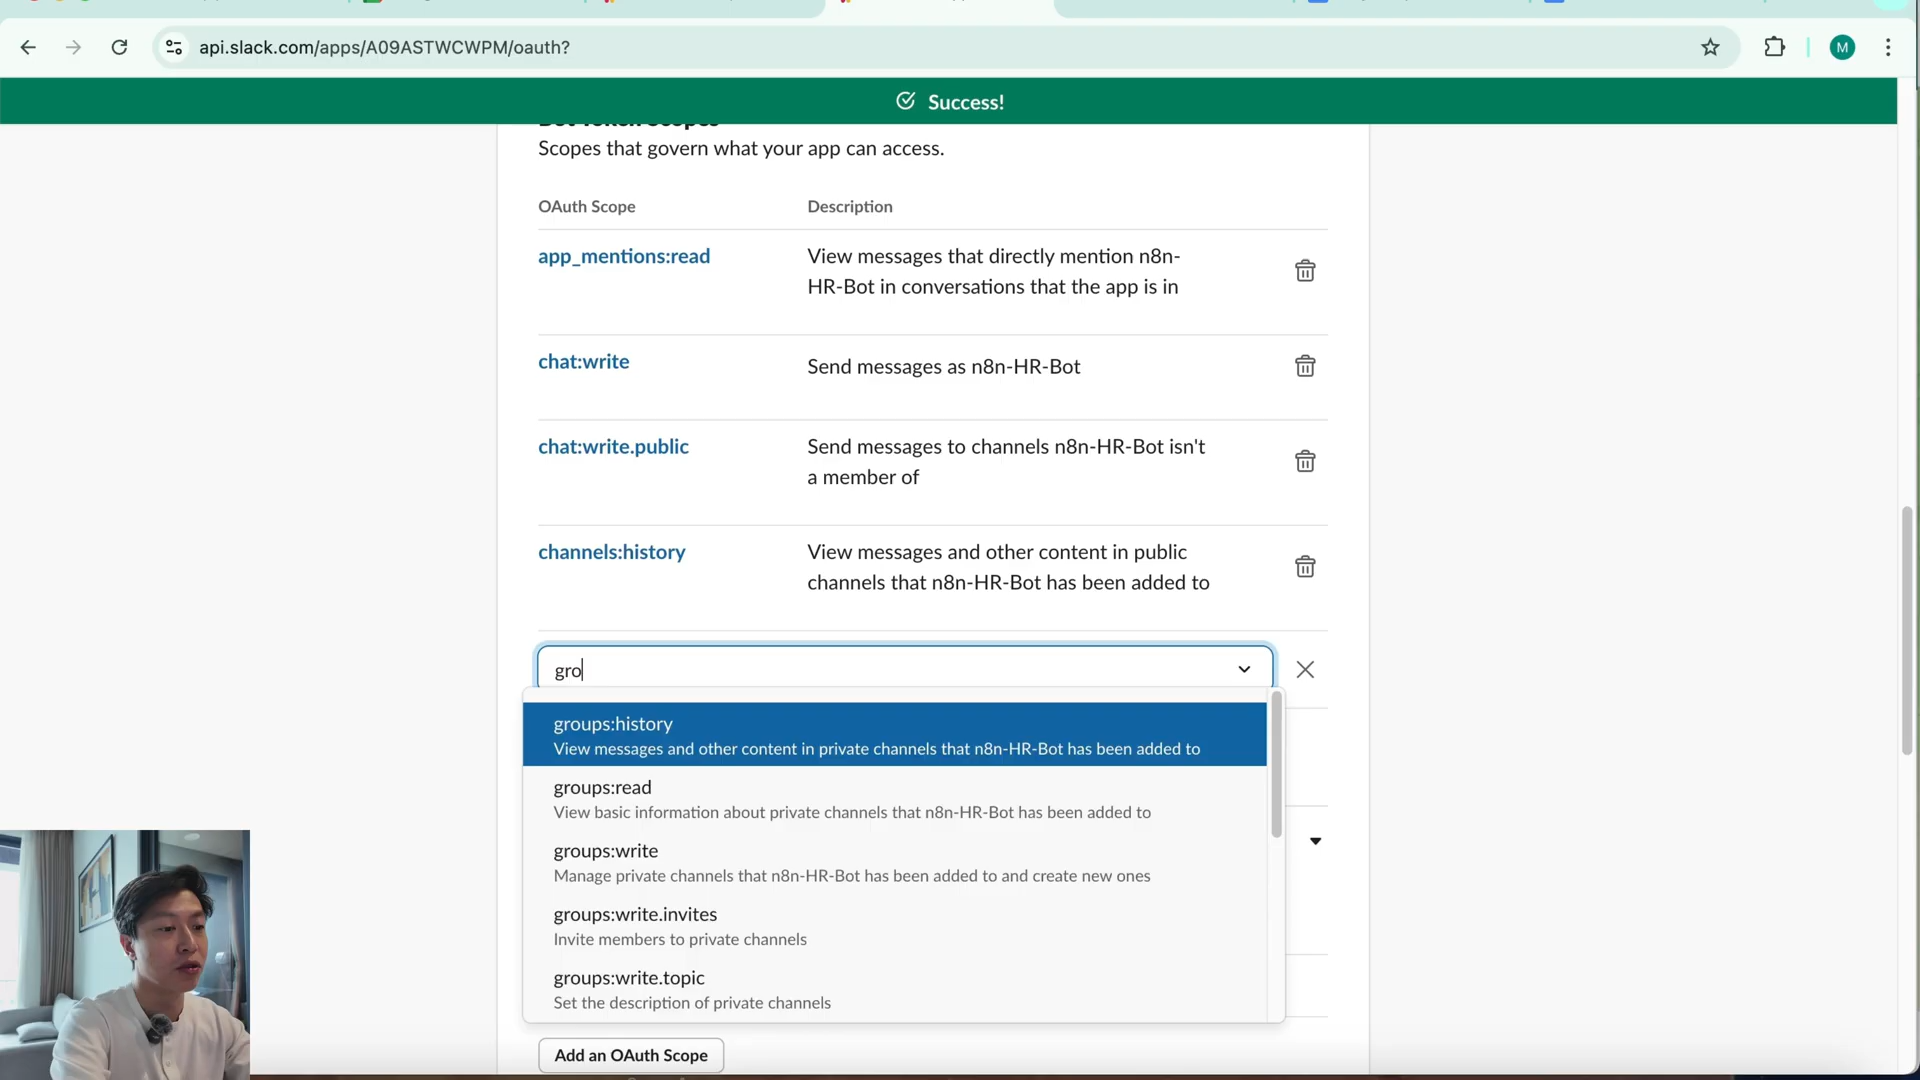 api.slack.com/apps/A09ASTWCWPM/oauth?
M
Success!
Bot Token Scopes
Scopes that govern what your app can access.
OAuth Scope
Description
app_mentions:read
View messages that directly mention n8n-
HR-Bot in conversations that the app is in
chat:write
Send messages as n8n-HR-Bot
chat:write.public
Send messages to channels n8n-HR-Bot isn't
a member of
channels:history
View messages and other content in public
channels that n8n-HR-Bot has been added to
gro
groups:history
View messages and other content in private channels that n8n-HR-Bot has been added to
groups:read
View basic information about private channels that n8n-HR-Bot has been added to
groups:write
Manage private channels that n8n-HR-Bot has been added to and create new ones
groups:write.invites
Invite members to private channels
groups:write.topic
Set the description of private channels
Add an OAuth Scope